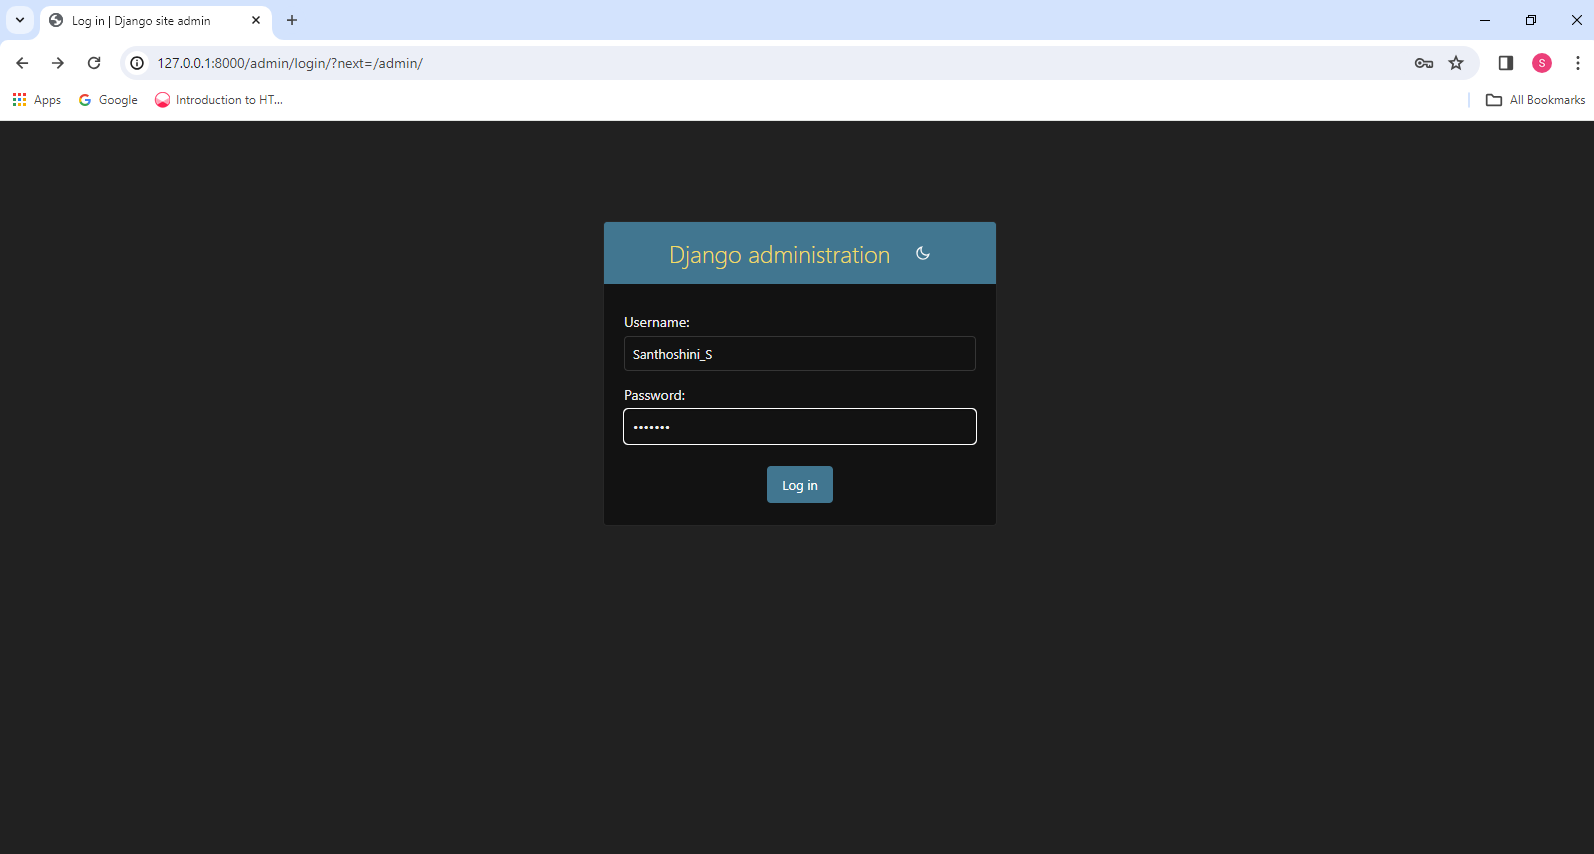 Log in | Django site admin
127.0.0.1:8000/admin/login/?next=/admin/
S
Apps
Google
Introduction to HT...
All Bookmarks
Django administration
Username:
Santhoshini_S
Password:
•••••••
Log in